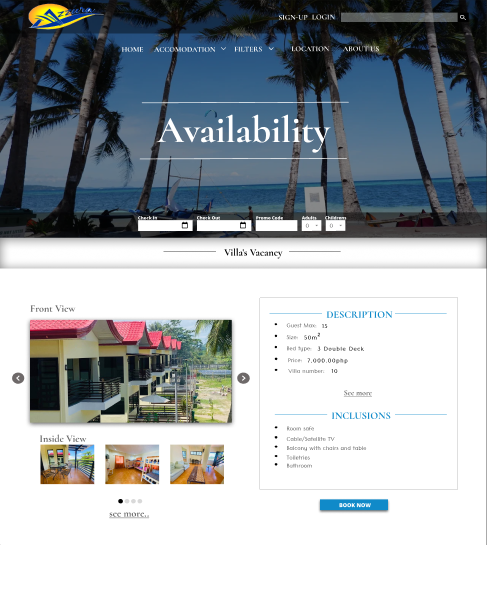 Azzurra
SIGN-UP LOGIN
HOME ACCOMODATION FILTERS LOCATION ABOUT US
Availability
Check In Check Out Promo Code Adults Childrens
0 0
Villa's Vacancy
Front View
DESCRIPTION
Guest Max: 15
Size: 50m²
Bed type: 3 Double Deck
Price: 7,000.00php
Villa number: 10
See more
INCLUSIONS
Room safe
Cable/Satellite TV
Balcony with chairs and table
Toiletries
Bathroom
Inside View
see more..
BOOK NOW